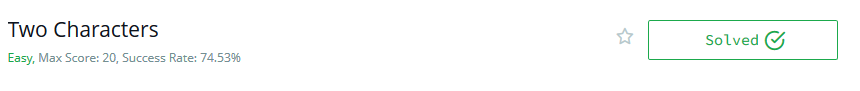 Two Characters
Solved
Easy, Max Score: 20, Success Rate: 74.53%